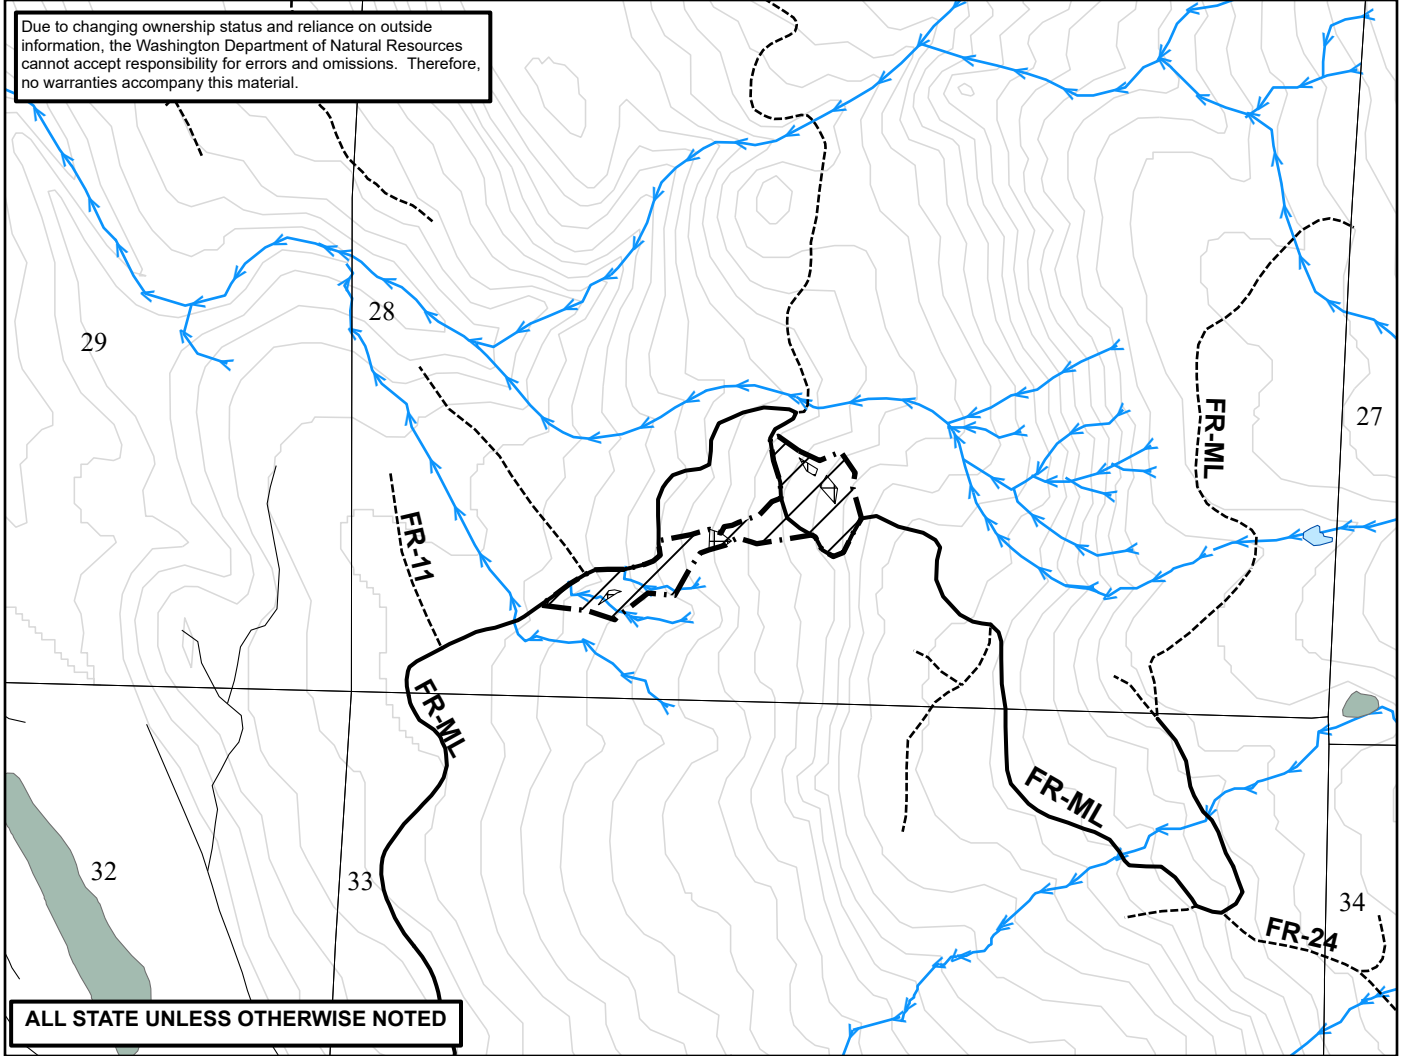 Due to changing ownership status and reliance on outside
information, the Washington Department of Natural Resources
cannot accept responsibility for errors and omissions. Therefore,
no warranties accompany this material.
28
29
27
FR-ML
FR-11
FR-ML
FR-ML
32
33
34
FR-24
ALL STATE UNLESS OTHERWISE NOTED